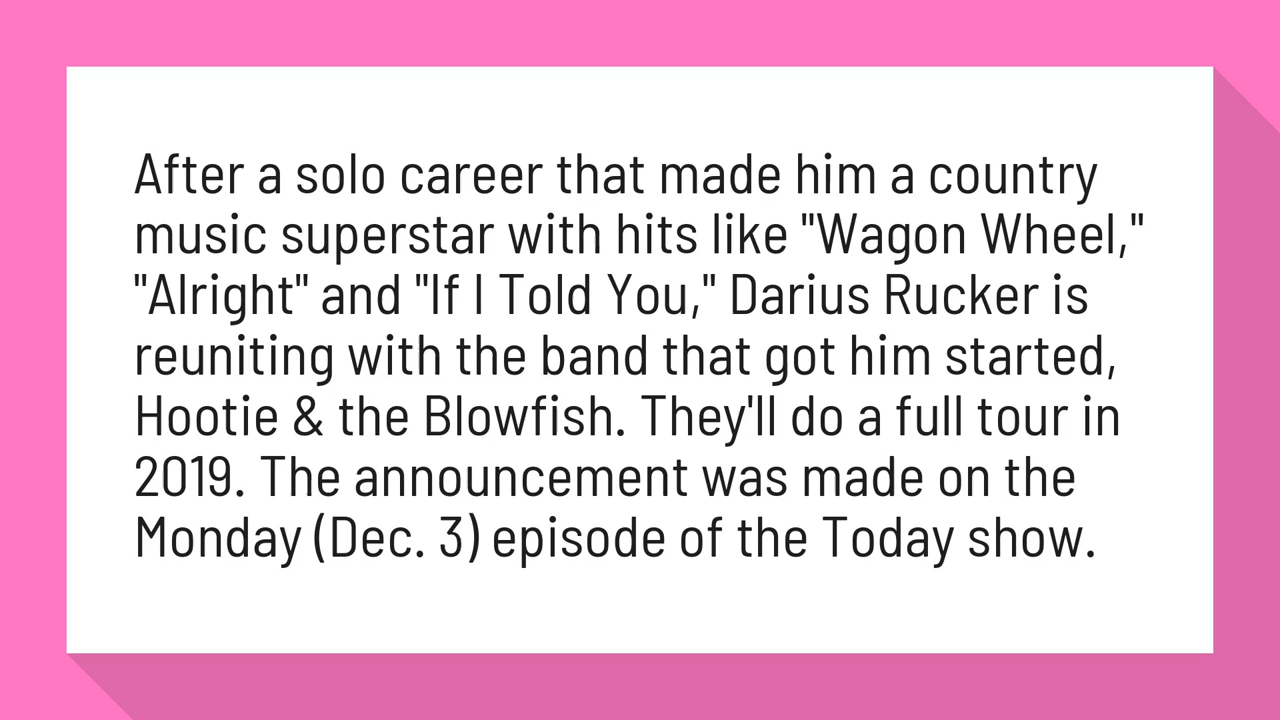 After a solo career that made him a country
music superstar with hits like "Wagon Wheel,"
"Alright" and "If I Told You," Darius Rucker is
reuniting with the band that got him started,
Hootie & the Blowfish. They'll do a full tour in
2019. The announcement was made on the
Monday (Dec. 3) episode of the Today show.